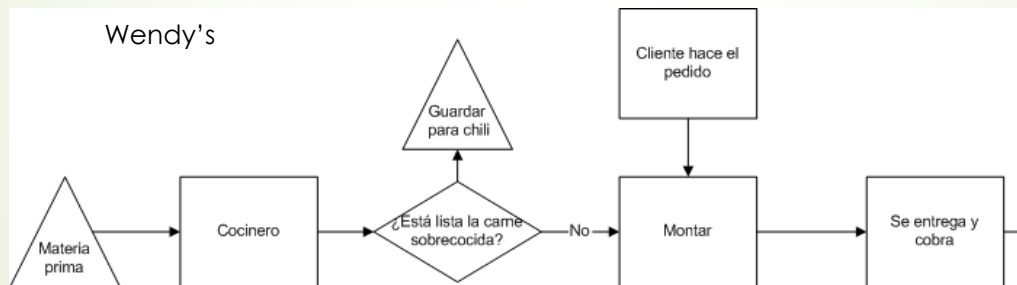 Wendy's
Cliente hace el
pedido
Guardar
para chili
Materia
prima
Cocinero
¿Está lista la carne
sobrecocida?
No
Montar
Se entrega y
cobra